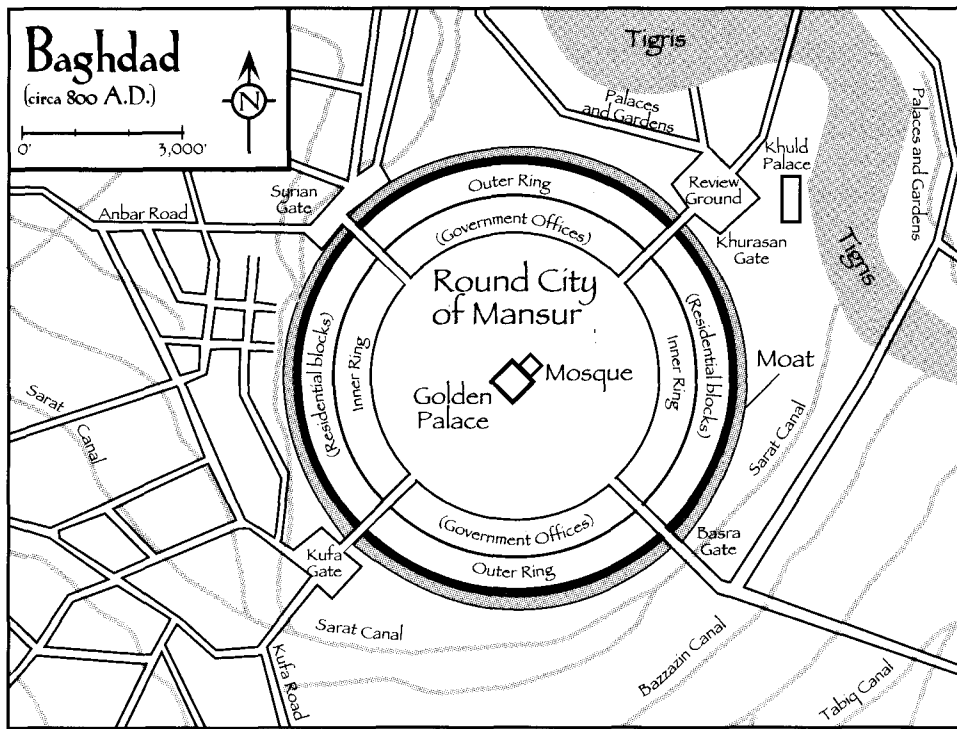 Baghdad
(circa 800 A.D.)
N
0' 3,000'
Tigris
Palaces
and Gardens
Palaces and Gardens
Khuld
Palace
Review
Ground
Khurasan
Gate
Tigris
Syrian
Gate
Anbar Road
Outer Ring
(Government Offices)
Round City
of Mansur
(Residential blocks)
Inner Ring
Inner Ring
(Residential blocks)
Mosque
Golden
Palace
Moat
Sarat
Canal
Sarat Canal
(Government Offices)
Outer Ring
Basra
Gate
Kufa
Gate
Sarat Canal
Kufa Road
Bazzazin Canal
Tabiq Canal